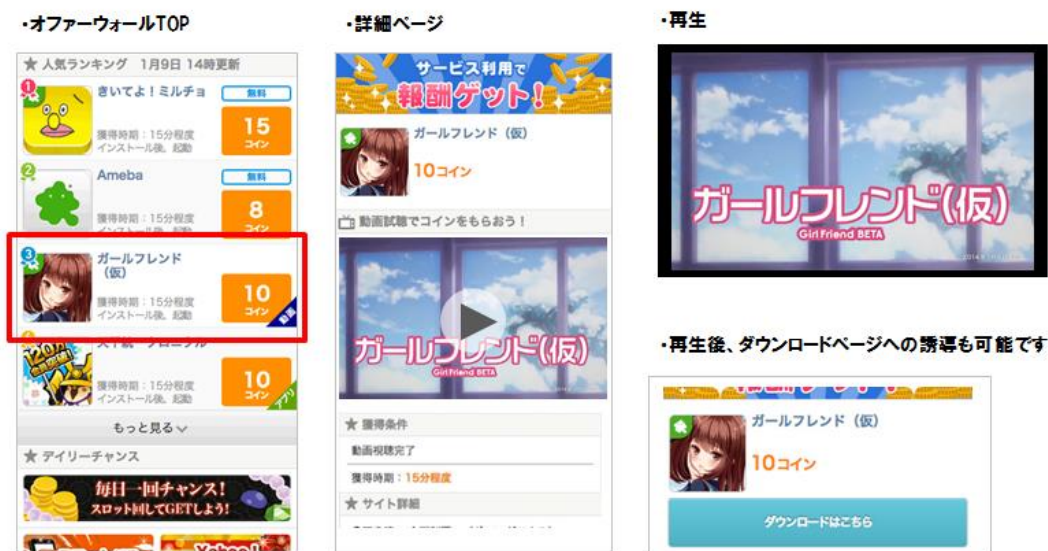 ・オファーウォールTOP
★ 人気ランキング 1月9日 14時更新
1
きいてよ！ミルチョ
無料
獲得時期：15分程度
インストール後、起動
15
コイン
2
Ameba
無料
獲得時期：15分程度
インストール後、起動
8
コイン
3
ガールフレンド
（仮）
獲得時期：15分程度
インストール後、起動
10
コイン
動画
獲得時期：15分程度
インストール後、起動
10
コイン
アプリ
もっと見る
★ デイリーチャンス
毎日一回チャンス！
スロット回してGETしよう！
Yahoo!
・詳細ページ
サービス利用で
報酬ゲット！
ガールフレンド（仮）
10コイン
動画試聴でコインをもらおう！
ガールフレンド(仮)
Girl Friend BETA
★ 獲得条件
動画視聴完了
獲得時期：15分程度
★ サイト詳細
・再生
ガールフレンド(仮)
Girl Friend BETA
・再生後、ダウンロードページへの誘導も可能です
ガールフレンド（仮）
10コイン
ダウンロードはこちら